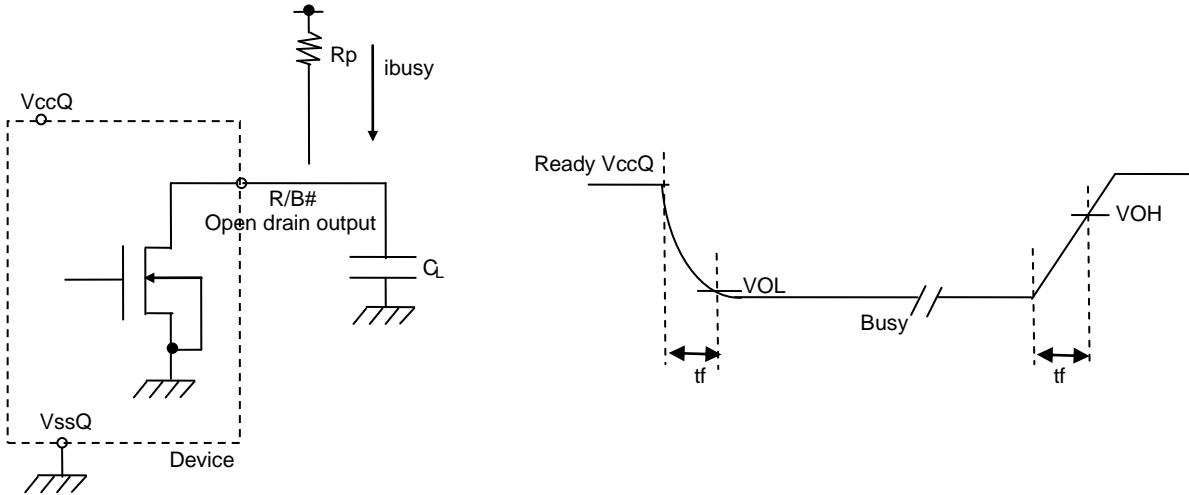 Rp
ibusy
VccQ
R/B#
Open drain output
CL
VssQ
Device
Ready VccQ
VOH
VOL
Busy
tf
tf